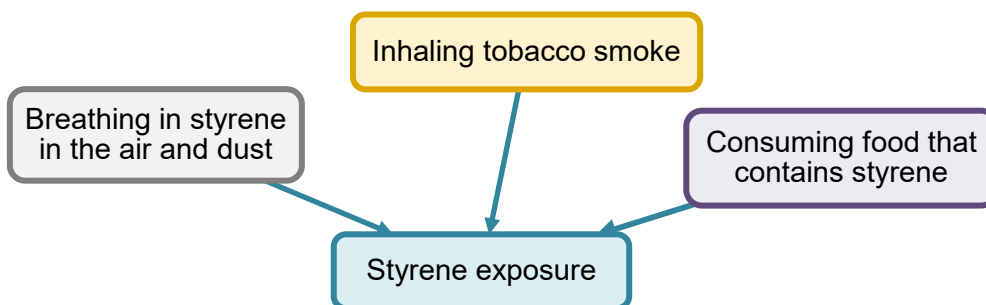 Inhaling tobacco smoke
Breathing in styrene
in the air and dust
Consuming food that
contains styrene
Styrene exposure